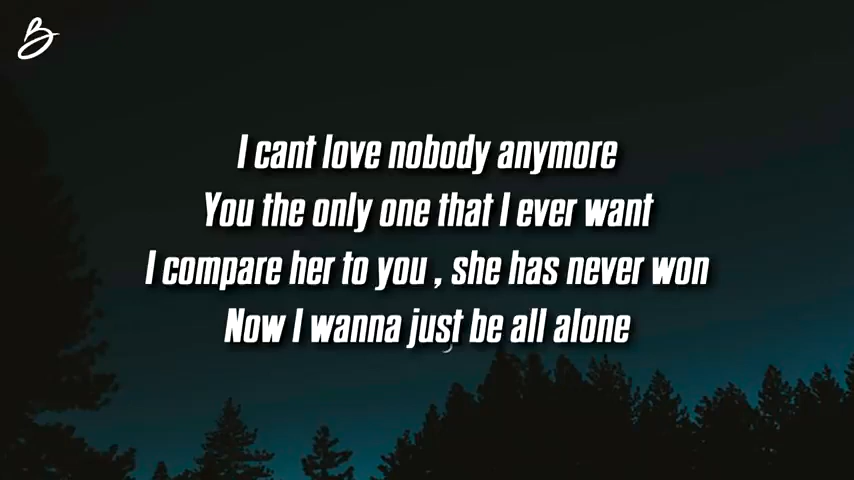 B
I cant love nobody anymore
You the only one that I ever want
I compare her to you , she has never won
Now I wanna just be all alone